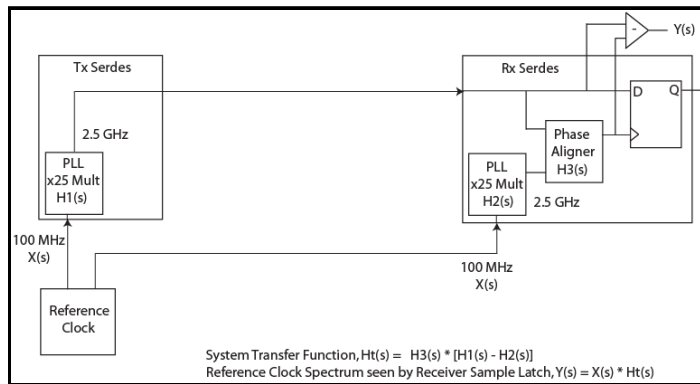 Y(s)
-
Tx Serdes
Rx Serdes
D
Q
2.5 GHz
Phase
Aligner
H3(s)
PLL
x25 Mult
H1(s)
PLL
x25 Mult
H2(s)
2.5 GHz
100 MHz
X(s)
100 MHz
X(s)
Reference
Clock
System Transfer Function, Ht(s) = H3(s) * [H1(s) - H2(s)]
Reference Clock Spectrum seen by Receiver Sample Latch, Y(s) = X(s) * Ht(s)